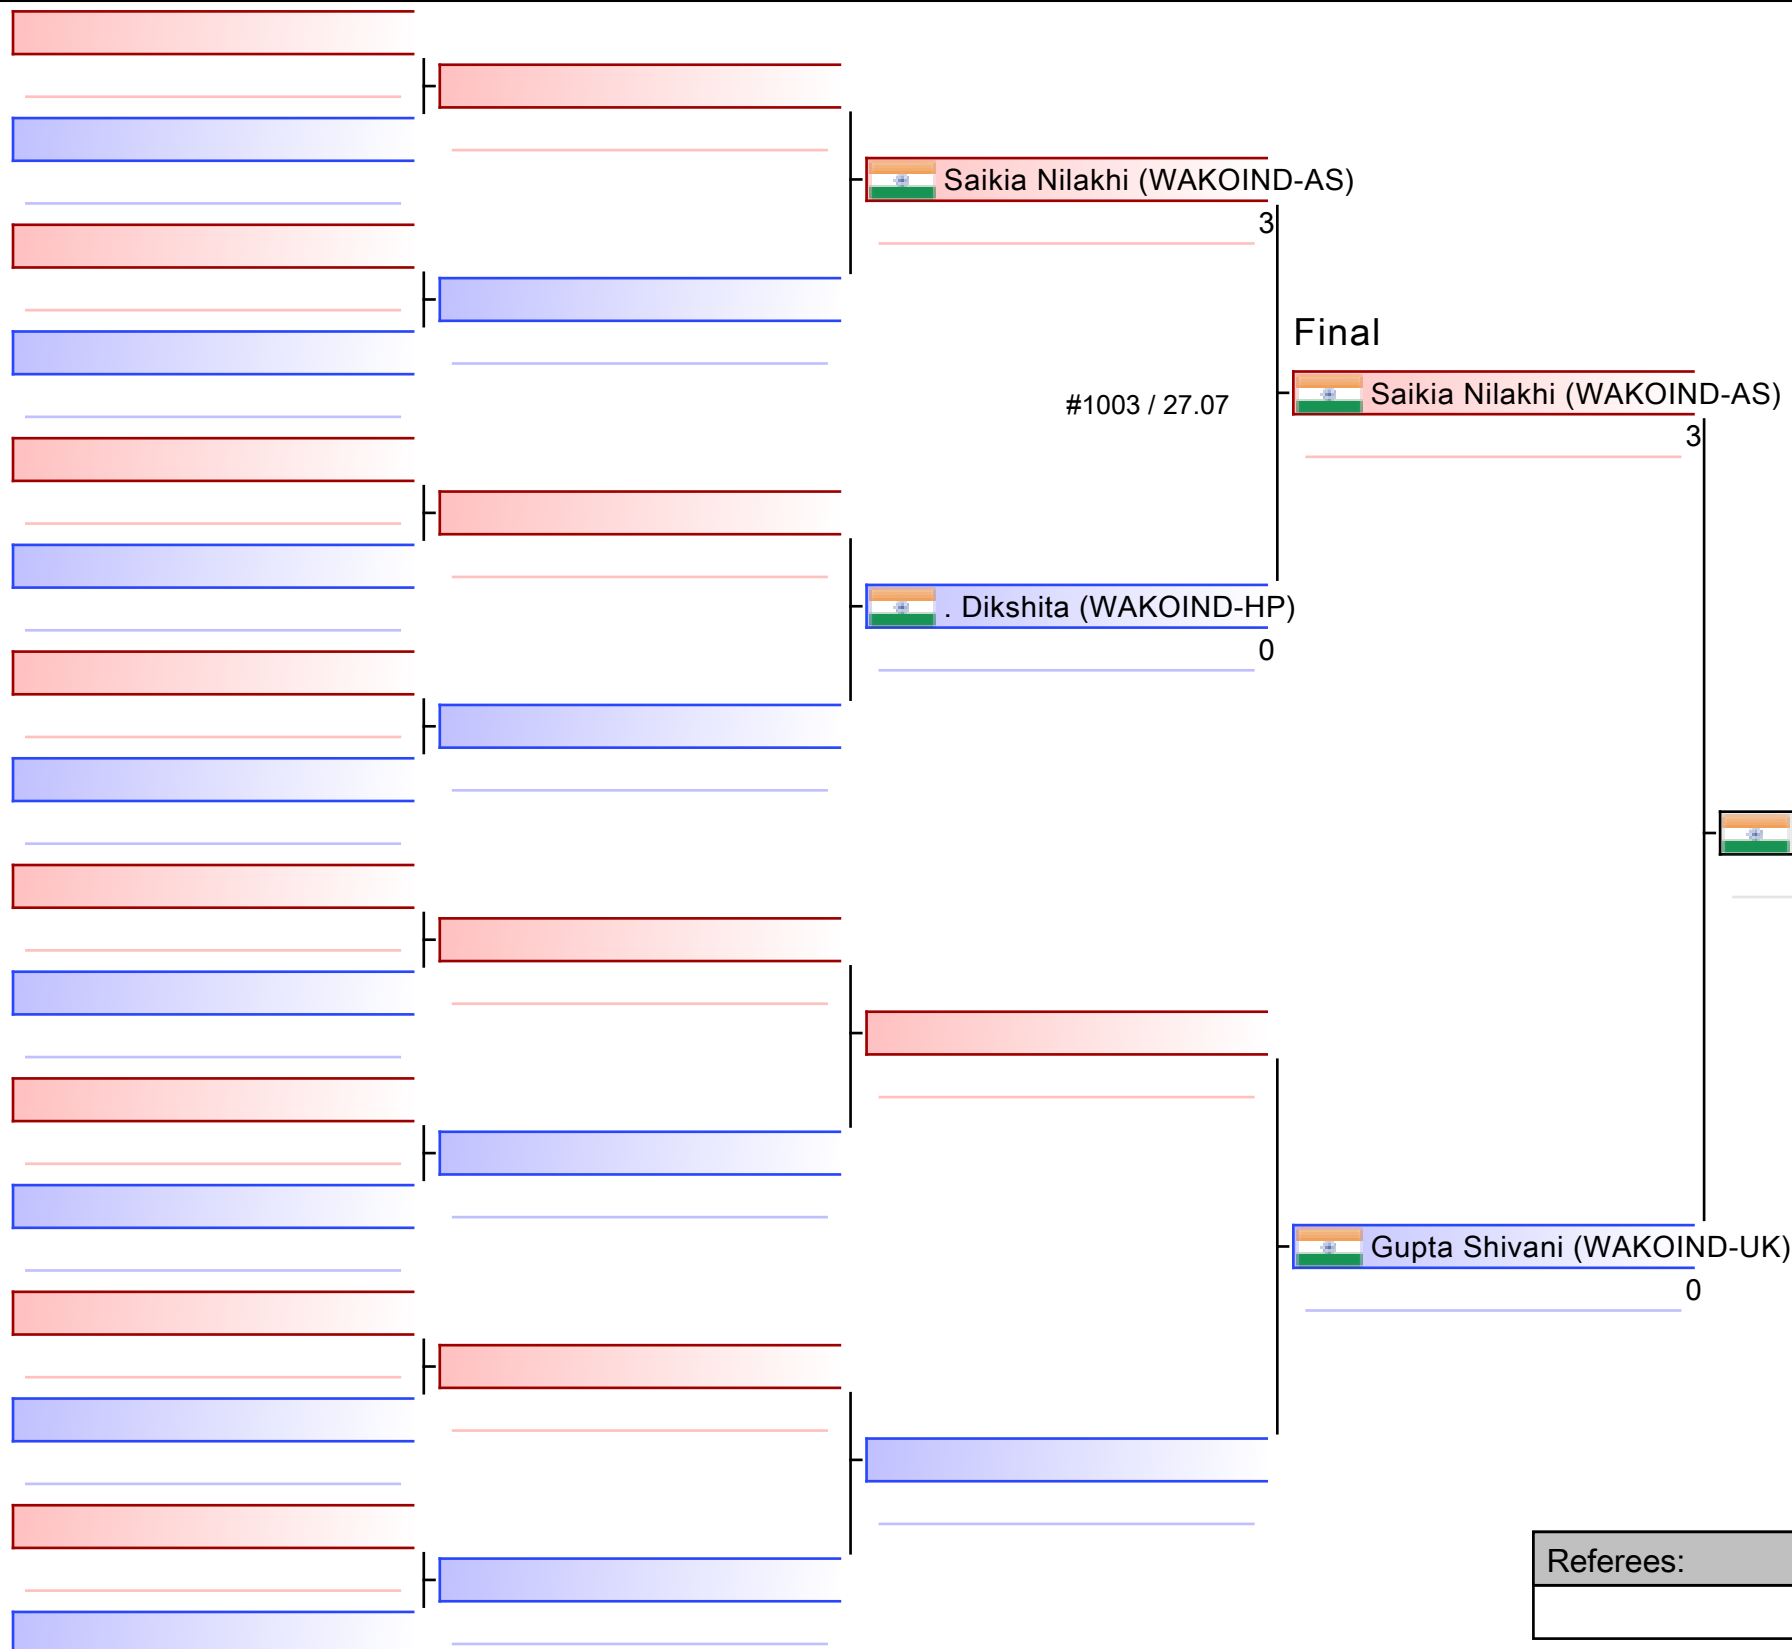 Saikia Nilakhi (WAKOIND-AS)
3
Final
#1003 / 27.07
Saikia Nilakhi (WAKOIND-AS)
3
. Dikshita (WAKOIND-HP)
0
Gupta Shivani (WAKOIND-UK)
0
Referees: